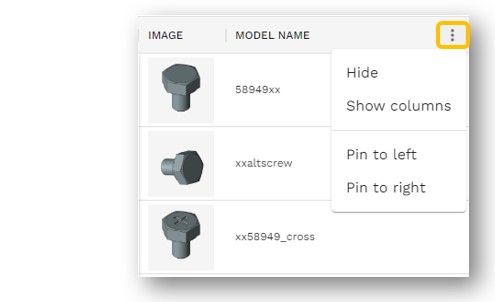 IMAGE MODEL NAME
58949xx
Hide
Show columns
xxaltscrew
Pin to left
Pin to right
xx58949_cross